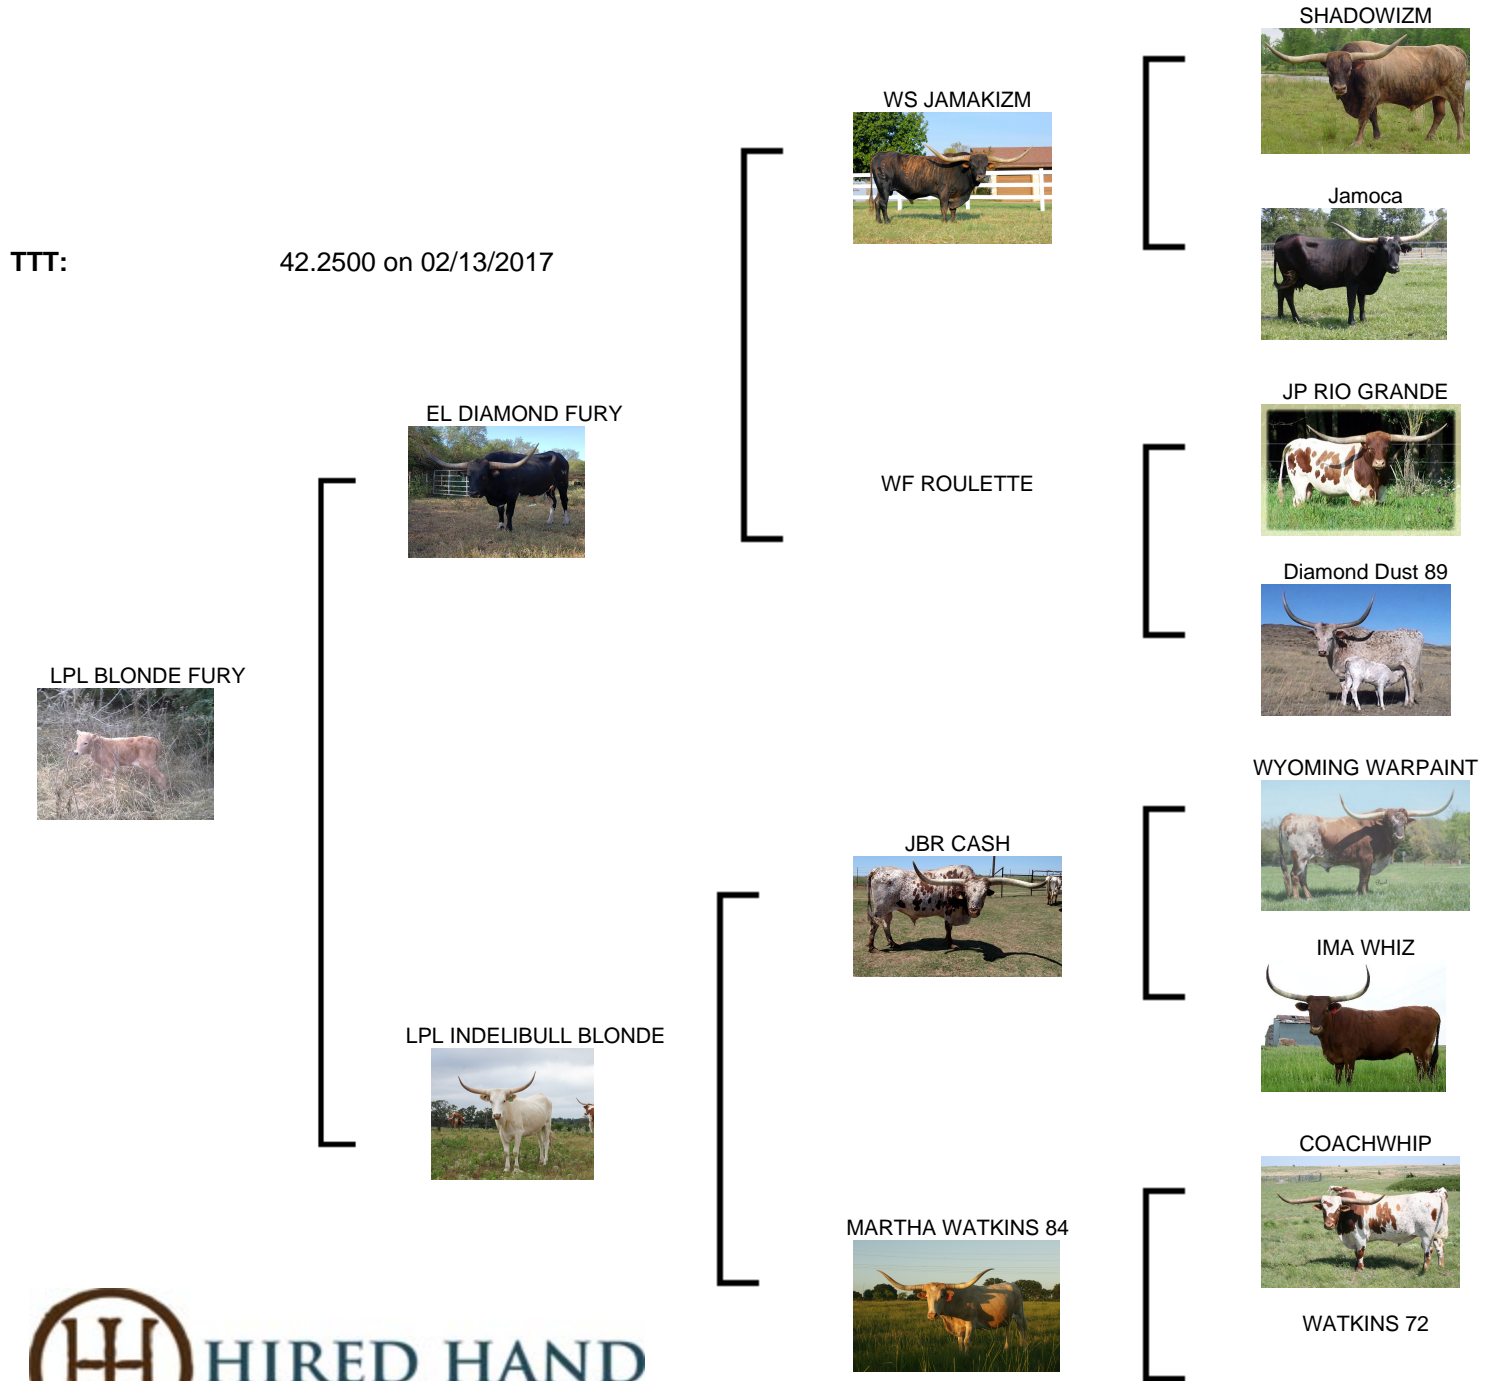 SHADOWIZM
WS JAMAKIZM
Jamoca
TTT: 42.2500 on 02/13/2017
JP RIO GRANDE
EL DIAMOND FURY
WF ROULETTE
Diamond Dust 89
LPL BLONDE FURY
WYOMING WARPAINT
JBR CASH
IMA WHIZ
LPL INDELIBULL BLONDE
COACHWHIP
MARTHA WATKINS 84
WATKINS 72
HIRED HAND